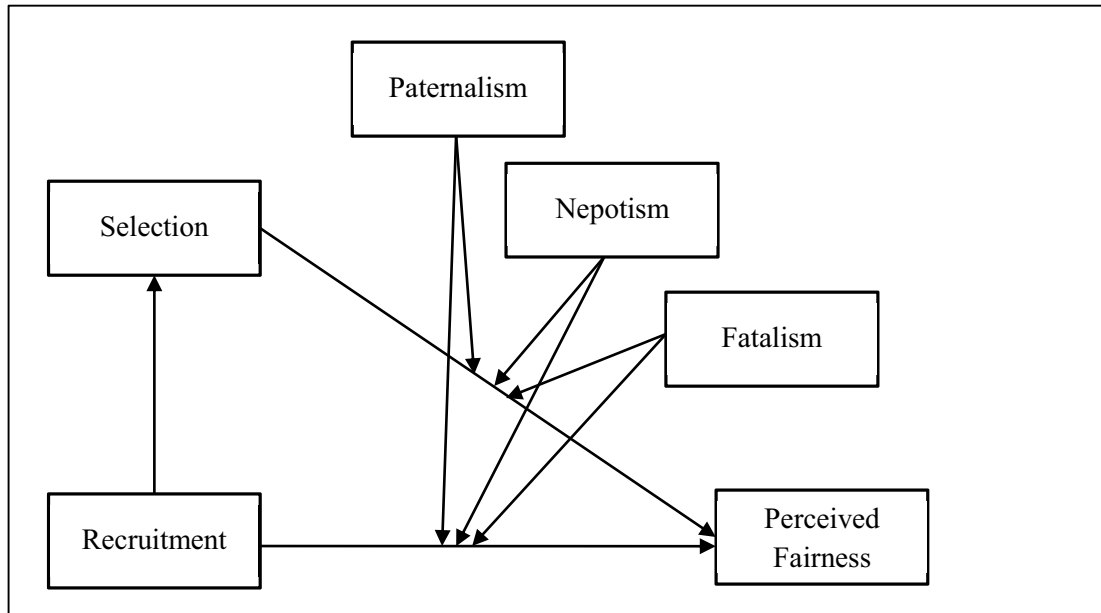 Paternalism
Nepotism
Selection
Fatalism
Recruitment
Perceived
Fairness